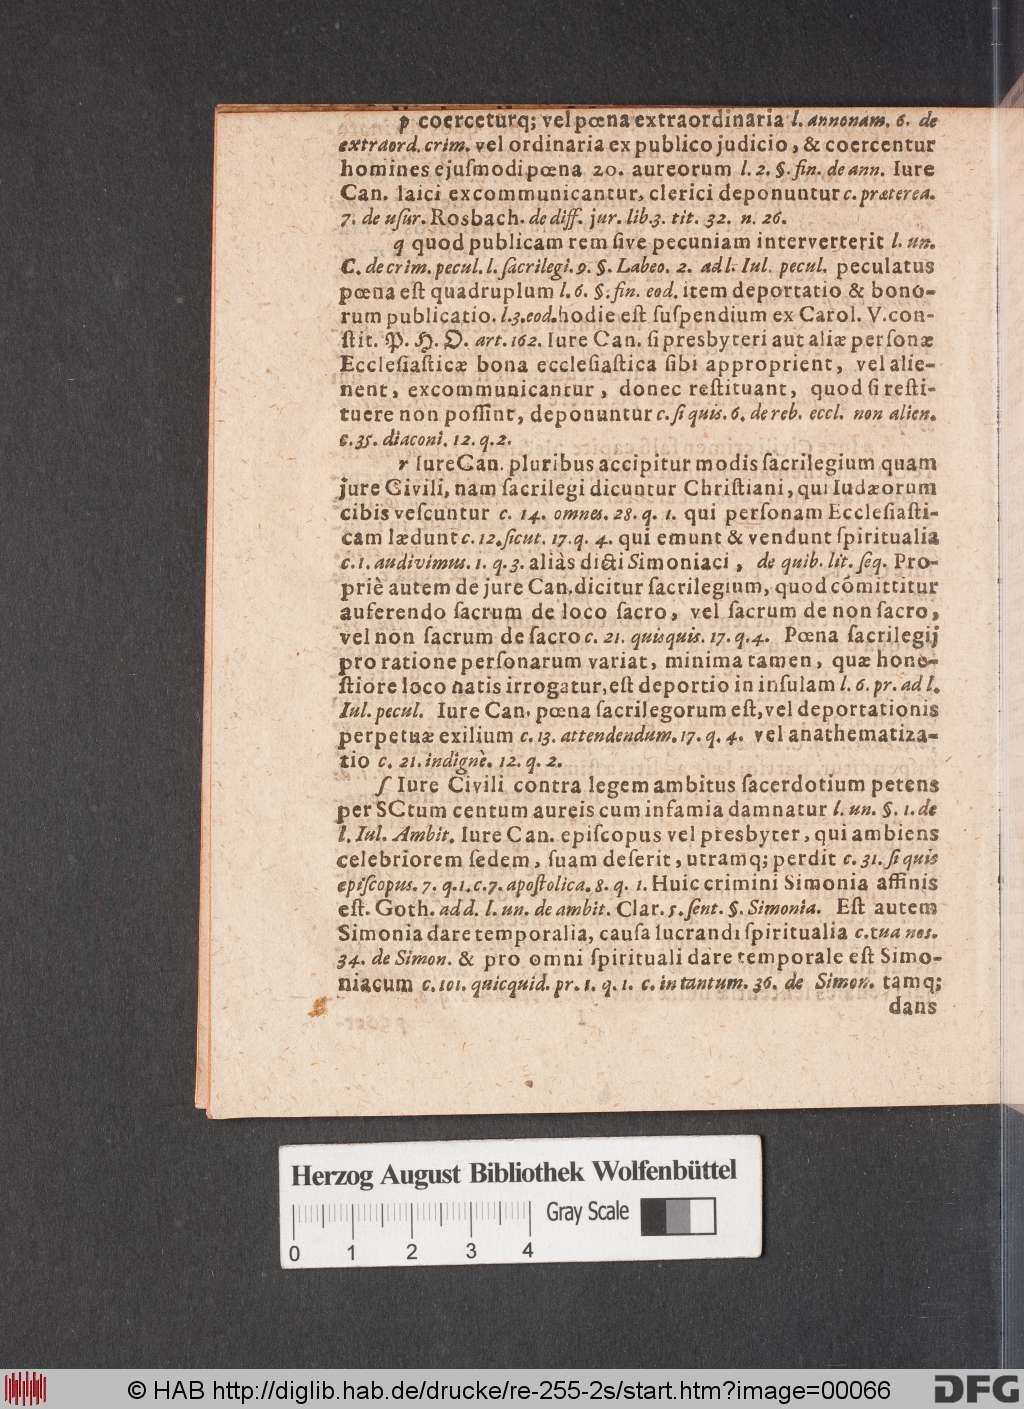 p coerceturq; vel pœna extraordinaria l. annonam. 6. de
extraord. crim. vel ordinaria ex publico judicio, & coercentur
homines ejuſmodi pœna 20. aureorum l. 2. §. fin. de ann. Iure
Can. laici excommunicantur, clerici deponuntur c. præterea.
7. de uſur. Rosbach. de diff. jur. lib. 3. tit. 32. n. 26.
q quod publicam rem ſive pecuniam interverterit l. un.
C. de crim. pecul. l. ſacrilegi. 9. §. Labeo. 2. ad l. Iul. pecul. peculatus
pœna eſt quadruplum l. 6. §. fin. eod. item deportatio & bono-
rum publicatio. l. 3. eod. hodie eſt ſuſpendium ex Carol. V. con-
ſtit. P. H. O. art. 162. Iure Can. ſi presbyteri aut aliæ perſonæ
Eccleſiaſticæ bona eccleſiaſtica ſibi approprient, vel alie-
nent, excommunicantur, donec reſtituant, quod ſi reſti-
tuere non poſſint, deponuntur c. ſi quis. 6. de reb. eccl. non alien.
c. 35. diaconi. 12. q. 2.
r Iure Can. pluribus accipitur modis ſacrilegium quam
jure Civili, nam ſacrilegi dicuntur Chriſtiani, qui Iudæorum
cibis veſcuntur c. 14. omnes. 28. q. 1. qui perſonam Eccleſiaſti-
cam lædunt c. 12. ſicut. 17. q. 4. qui emunt & vendunt ſpiritualia
c. 1. audivimus. 1. q. 3. aliàs dicti Simoniaci, de quib. lit. ſeq. Pro-
priè autem de jure Can. dicitur ſacrilegium, quod cómittitur
auferendo ſacrum de loco ſacro, vel ſacrum de non ſacro,
vel non ſacrum de ſacro c. 21. quisquis. 17. q. 4. Pœna ſacrilegij
pro ratione perſonarum variat, minima tamen, quæ hone-
ſtiore loco natis irrogatur, eſt deportio in inſulam l. 6. pr. ad l.
Iul. pecul. Iure Can. pœna ſacrilegorum eſt, vel deportationis
perpetuæ exilium c. 13. attendendum. 17. q. 4. vel anathematiza-
tio c. 21. indignè. 12. q. 2.
ſ Iure Civili contra legem ambitus ſacerdotium petens
per SCtum centum aureis cum infamia damnatur l. un. §. 1. de
l. Iul. Ambit. Iure Can. epiſcopus vel presbyter, qui ambiens
celebriorem ſedem, ſuam deſerit, utramq; perdit c. 31. ſi quis
epiſcopus. 7. q. 1. c. 7. apoſtolica. 8. q. 1. Huic crimini Simonia affinis
eſt. Goth. add. l. un. de ambit. Clar. 5. ſent. §. Simonia. Eſt autem
Simonia dare temporalia, cauſa lucrandi ſpiritualia c. tua nos.
34. de Simon. & pro omni ſpirituali dare temporale eſt Simo-
niacum c. 101. quicquid. pr. 1. q. 1. c. in tantum. 36. de Simon. tamq;
dans
Herzog August Bibliothek Wolfenbüttel
Gray Scale
0 1 2 3 4
© HAB http://diglib.hab.de/drucke/re-255-2s/start.htm?image=00066
DFG